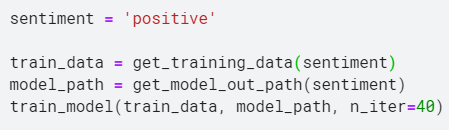 sentiment = 'positive'
train_data = get_training_data(sentiment)
model_path = get_model_out_path(sentiment)
train_model(train_data, model_path, n_iter=40)